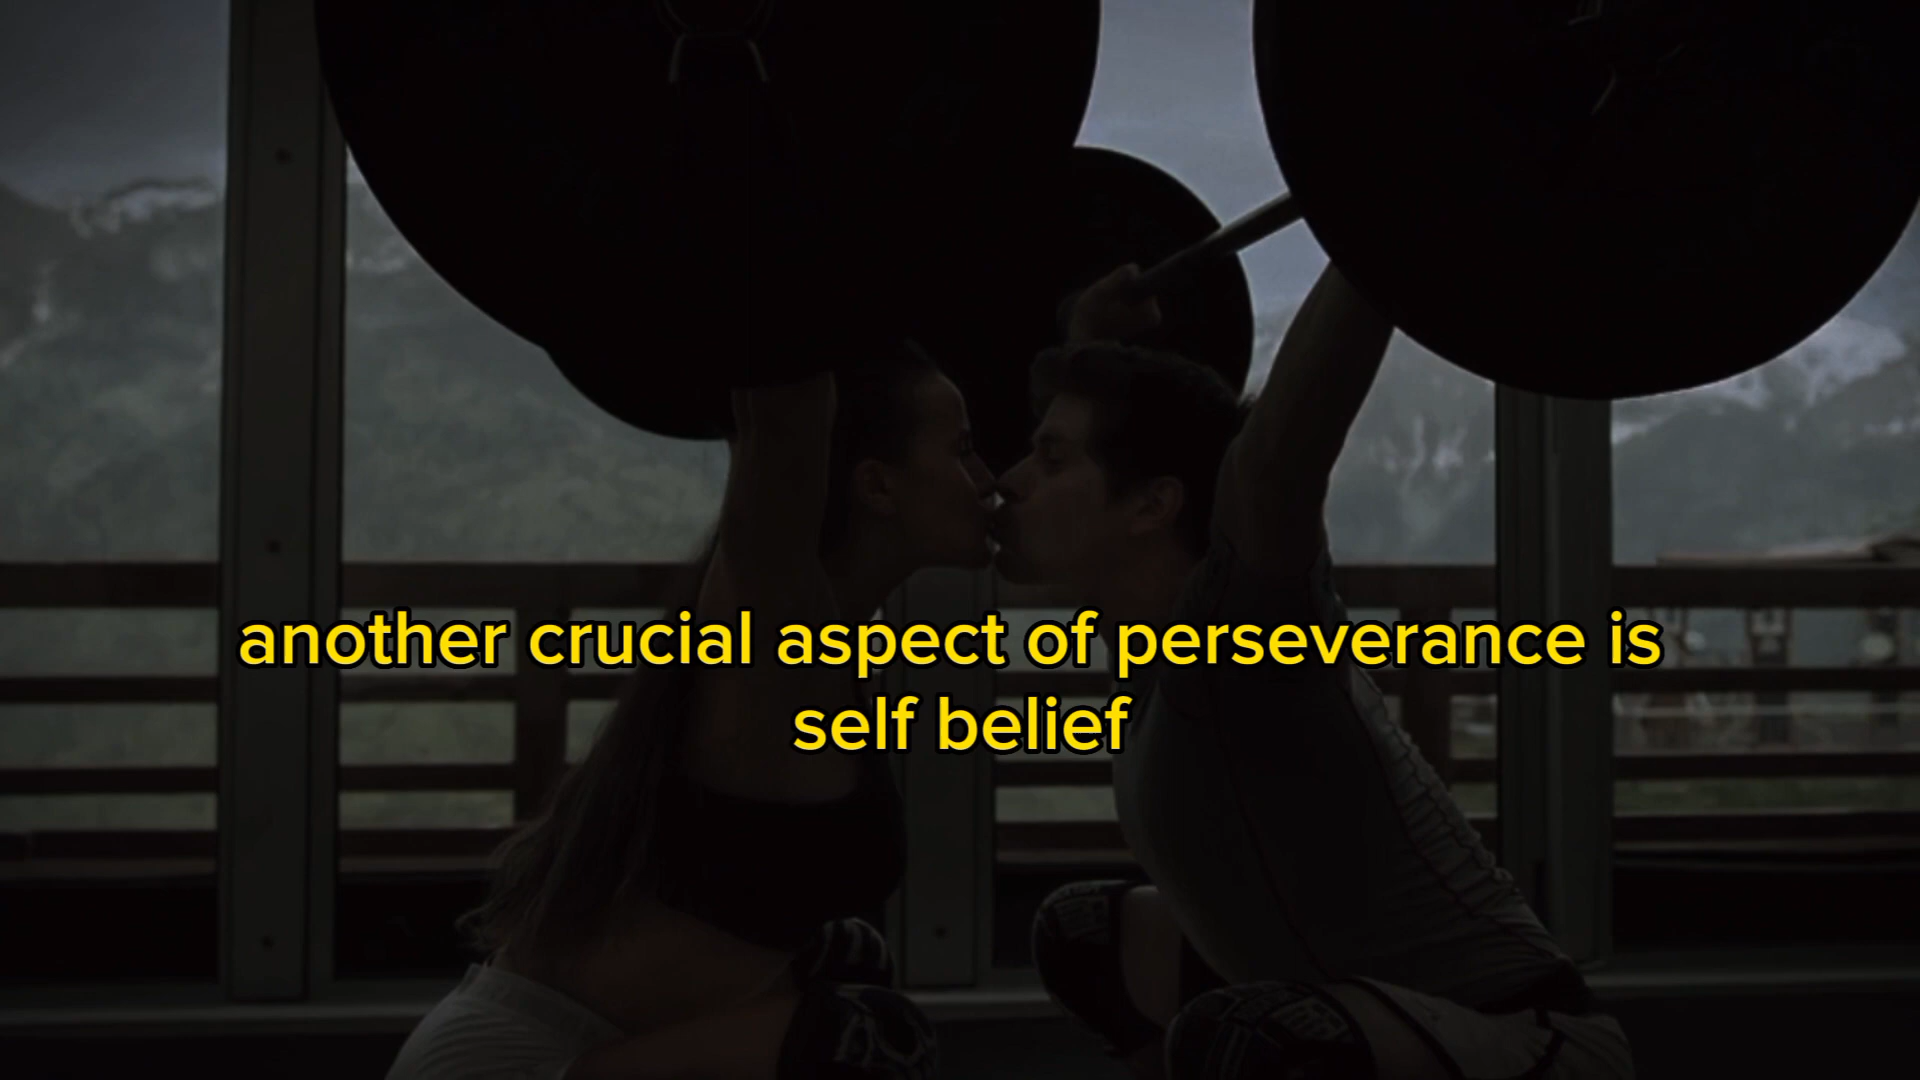 another crucial aspect of perseverance is
self belief